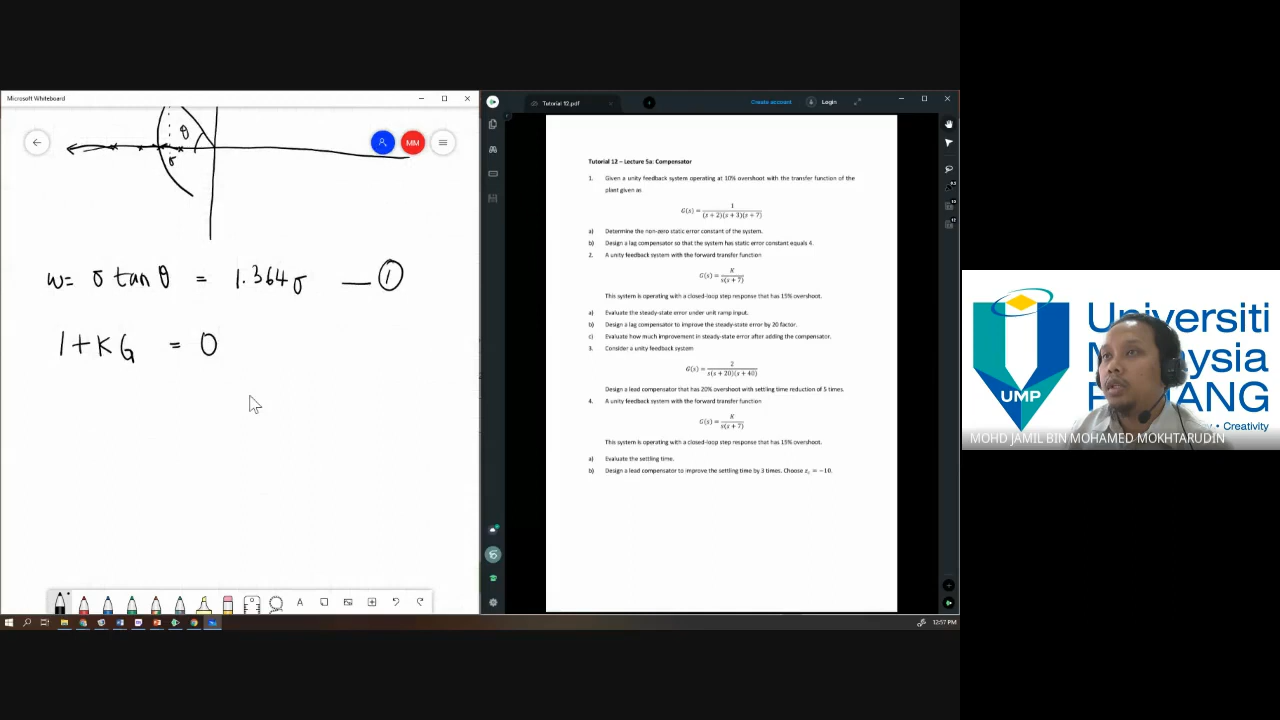 Microsoft Whiteboard
MM
θ
σ
w = σ tan θ = 1.364σ — ①
1 + KG = 0
Tutorial 12.pdf
Create account
Login
Tutorial 12 – Lecture 5a: Compensator
1. Given a unity feedback system operating at 10% overshoot with the transfer function of the
plant given as
G(s) = 1 / ((s + 2)(s + 3)(s + 7))
a) Determine the non-zero static error constant of the system.
b) Design a lag compensator so that the system has static error constant equals 4.
2. A unity feedback system with the forward transfer function
G(s) = K / (s(s + 7))
This system is operating with a closed-loop step response that has 15% overshoot.
a) Evaluate the steady-state error under unit ramp input.
b) Design a lag compensator to improve the steady-state error by 20 factor.
c) Evaluate how much improvement in steady-state error after adding the compensator.
3. Consider a unity feedback system
G(s) = 2 / (s(s + 20)(s + 40))
Design a lead compensator that has 20% overshoot with settling time reduction of 5 times.
4. A unity feedback system with the forward transfer function
G(s) = K / (s(s + 7))
This system is operating with a closed-loop step response that has 15% overshoot.
a) Evaluate the settling time.
b) Design a lead compensator to improve the settling time by 3 times. Choose z_c = −10.
12:57 PM
Universiti
Malaysia
PAHANG
UMP
Creativity
MOHD JAMIL BIN MOHAMED MOKHTARUDIN